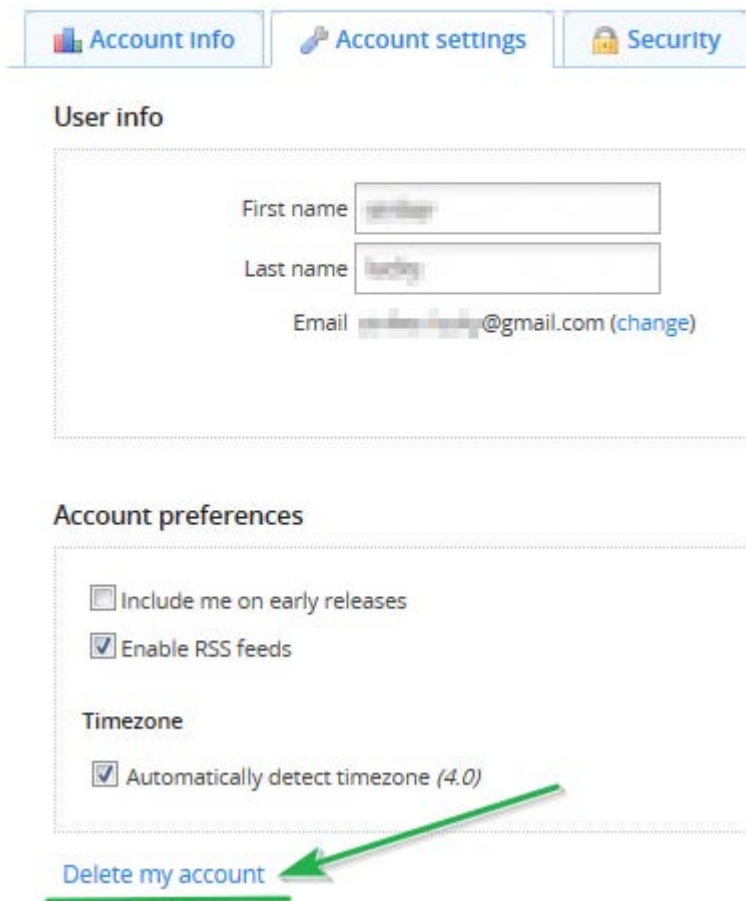 Account info Account settings Security
User info
First name
Last name
Email @gmail.com (change)
Account preferences
Include me on early releases
Enable RSS feeds
Timezone
Automatically detect timezone (4.0)
Delete my account